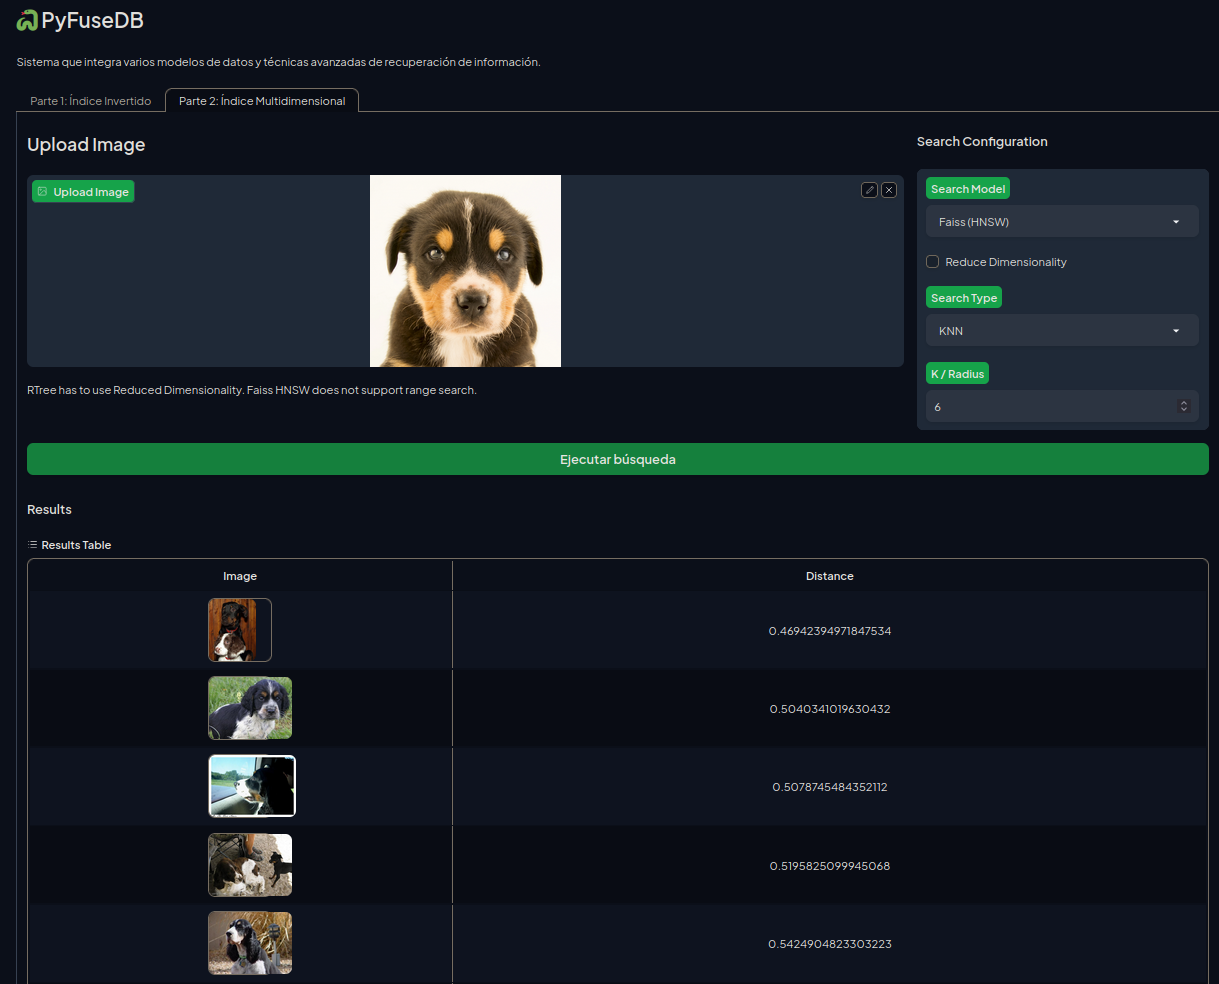 PyFuseDB
Sistema que integra varios modelos de datos y técnicas avanzadas de recuperación de información.
Parte 1: Índice Invertido
Parte 2: Índice Multidimensional
Upload Image
Upload Image
RTree has to use Reduced Dimensionality. Faiss HNSW does not support range search.
Search Configuration
Search Model
Faiss (HNSW)
Reduce Dimensionality
Search Type
KNN
K / Radius
6
Ejecutar búsqueda
Results
Results Table
Image Distance
0.46942394971847534
0.5040341019630432
0.5078745484352112
0.5195825099945068
0.5424904823303223